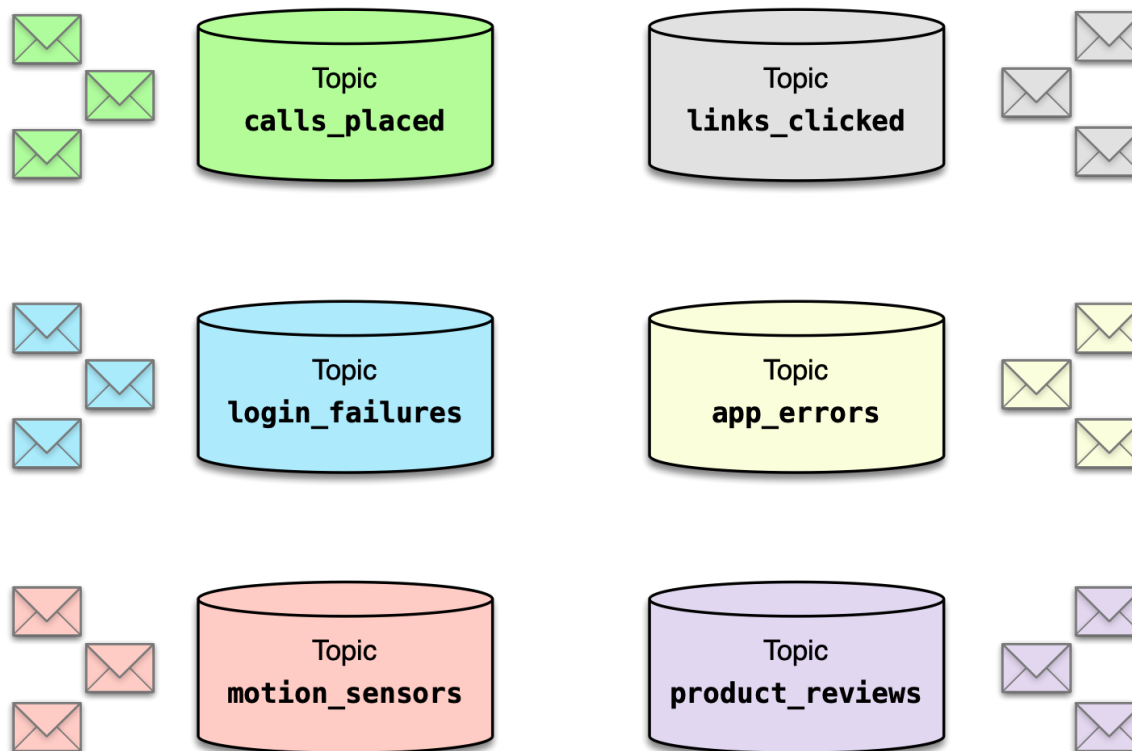 Topic
calls_placed
Topic
links_clicked
Topic
login_failures
Topic
app_errors
Topic
motion_sensors
Topic
product_reviews